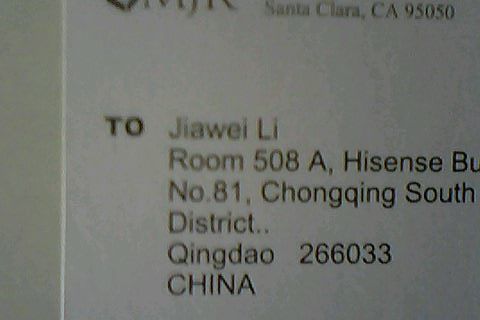 Santa Clara, CA 95050
TO Jiawei Li
Room 508 A, Hisense
No.81, Chongqing South
District..
Qingdao 266033
CHINA